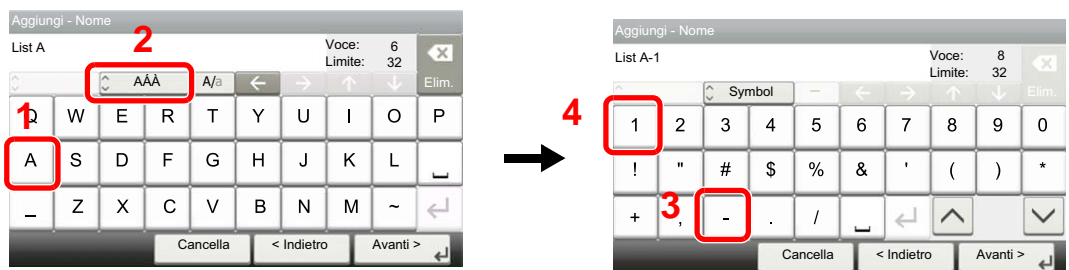 Aggiungi - Nome
2
List A
Voce: 6
Limite: 32
AÁÀ A/a ← → ↑ ↓ Elim.
1
Q W E R T Y U I O P
A S D F G H J K L ⎵
_ Z X C V B N M ~
Cancella < Indietro Avanti >
Aggiungi - Nome
List A-1
Voce: 8
Limite: 32
Symbol ← → ↑ ↓ Elim.
4
1 2 3 4 5 6 7 8 9 0
! " # $ % & ' ( ) *
3
+ , - . / ⎵
Cancella < Indietro Avanti >